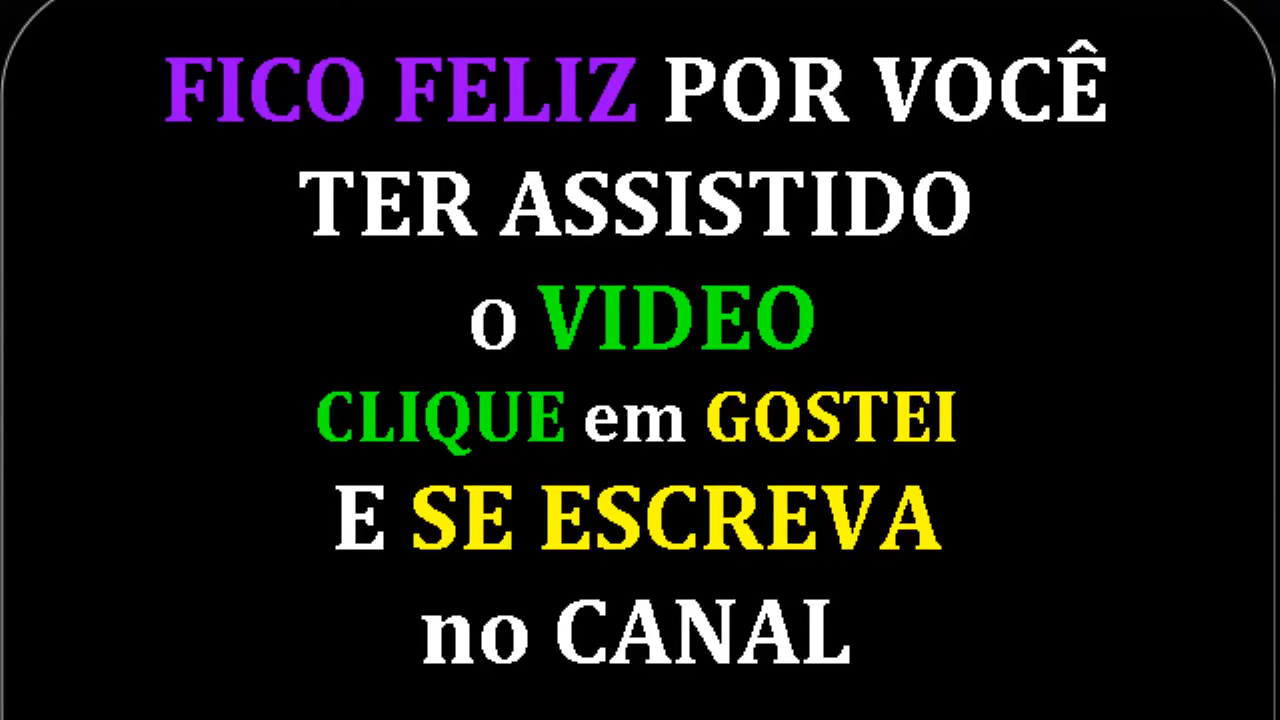 FICO FELIZ POR VOCÊ
TER ASSISTIDO
O VIDEO
CLIQUE em GOSTEI
E SE ESCREVA
no CANAL